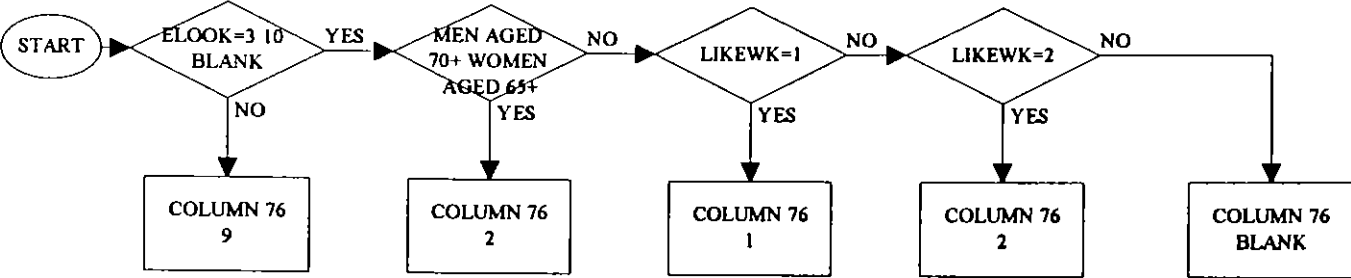 START
ELOOK=3 10
BLANK
YES
NO
COLUMN 76
9
MEN AGED
70+ WOMEN
AGED 65+
NO
YES
COLUMN 76
2
LIKEWK=1
NO
YES
COLUMN 76
1
LIKEWK=2
NO
YES
COLUMN 76
2
COLUMN 76
BLANK